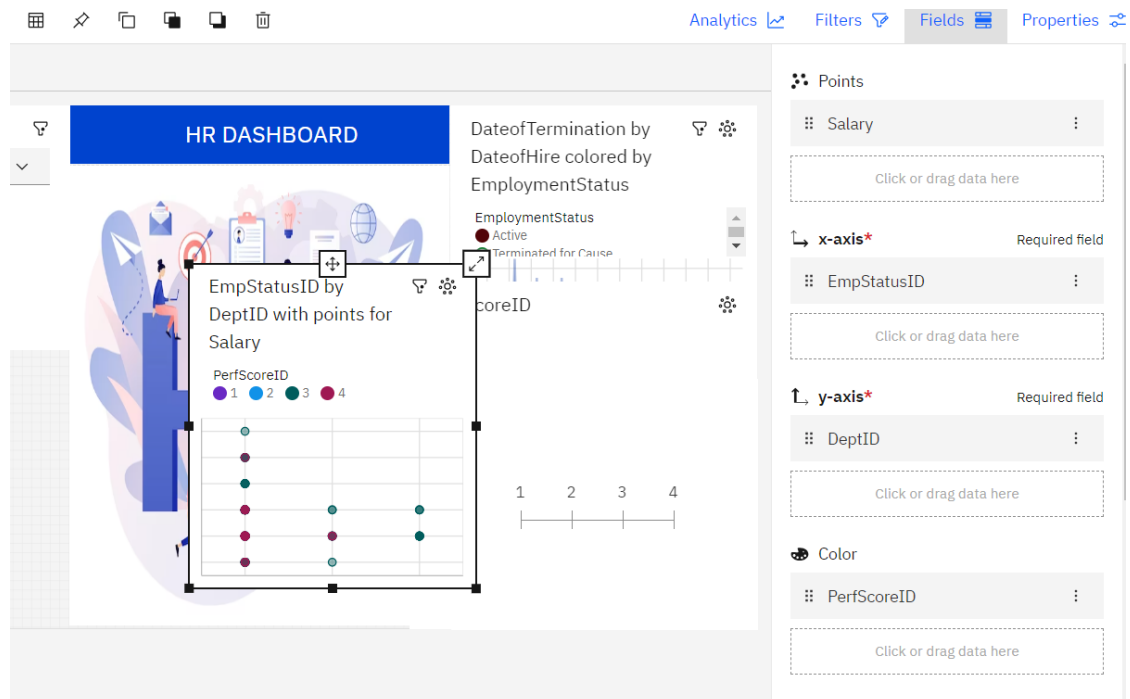 Analytics
Filters
Fields
Properties
HR DASHBOARD
DateofTermination by
DateofHire colored by
EmploymentStatus
EmploymentStatus
Active
Terminated for Cause
EmpStatusID by
DeptID with points for
Salary
PerfScoreID
1 2 3 4
coreID
1 2 3 4
Points
Salary
Click or drag data here
x-axis* Required field
EmpStatusID
Click or drag data here
y-axis* Required field
DeptID
Click or drag data here
Color
PerfScoreID
Click or drag data here